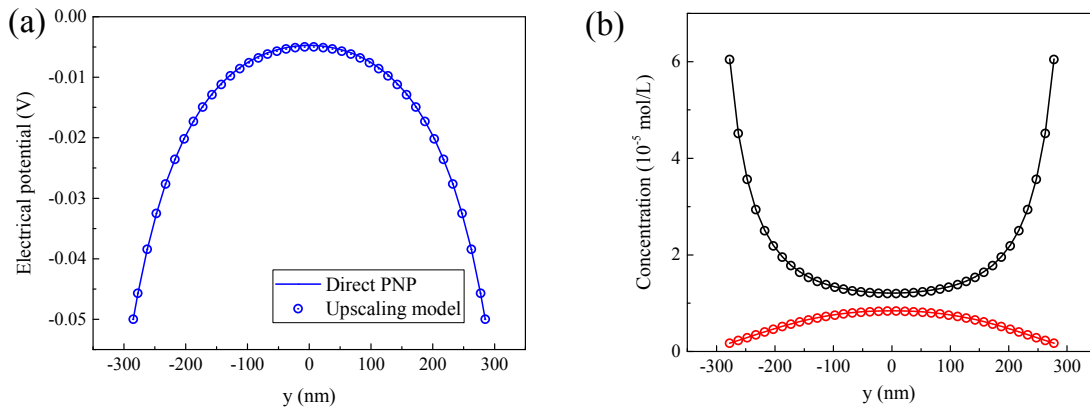 (a)
0.00
-0.01
-0.02
-0.03
-0.04
-0.05
Electrical potential (V)
Direct PNP
Upscaling model
-300 -200 -100 0 100 200 300
y (nm)
(b)
6
4
2
0
Concentration (10⁻⁵ mol/L)
-300 -200 -100 0 100 200 300
y (nm)